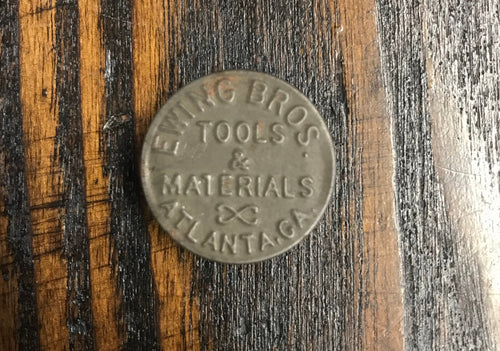 EWING BROS.
TOOLS
&
MATERIALS
ATLANTA.GA.